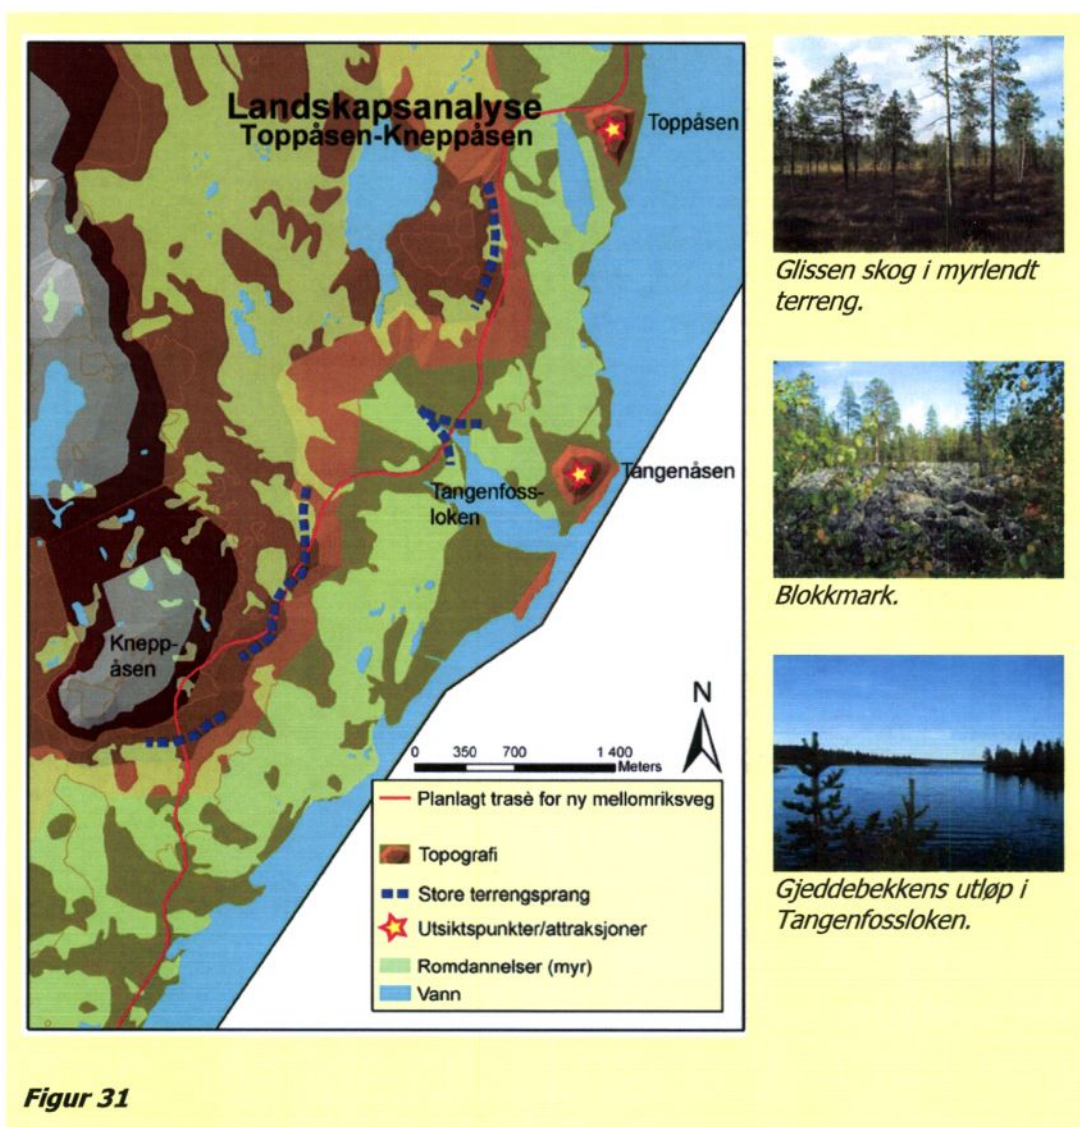 Landskapsanalyse
Toppåsen-Kneppåsen
Toppåsen
Tangenåsen
Tangenfoss-
loken
Knepp-
åsen
N
0 350 700 1 400
Meters
Planlagt trasè for ny mellomriksveg
Topografi
Store terrengsprang
Utsiktspunkter/attraksjoner
Romdannelser (myr)
Vann
Glissen skog i myrlendt
terreng.
Blokkmark.
Gjeddebekkens utløp i
Tangenfossloken.
Figur 31